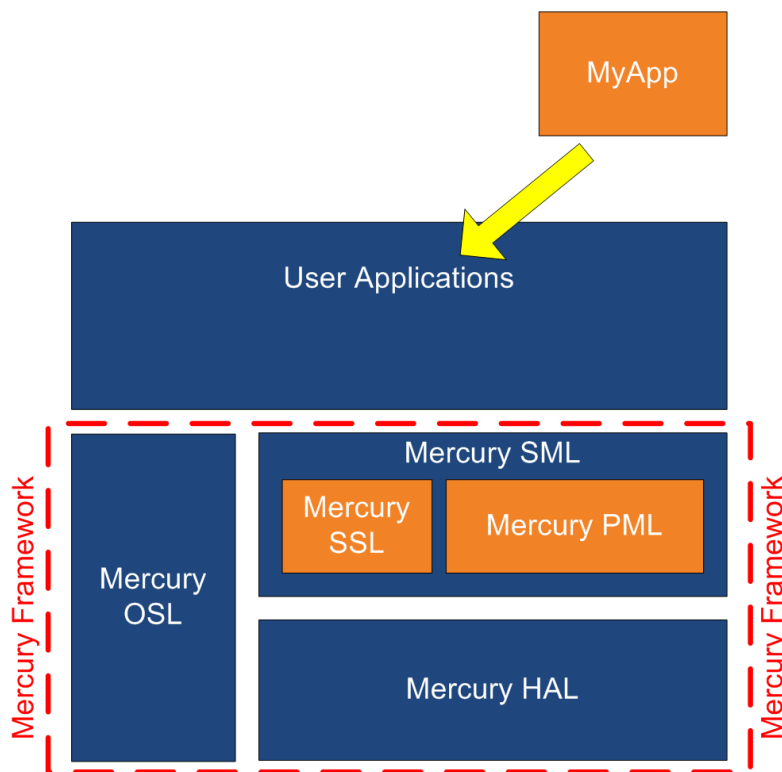 MyApp
User Applications
Mercury Framework
Mercury
OSL
Mercury SML
Mercury
SSL
Mercury PML
Mercury HAL
Mercury Framework